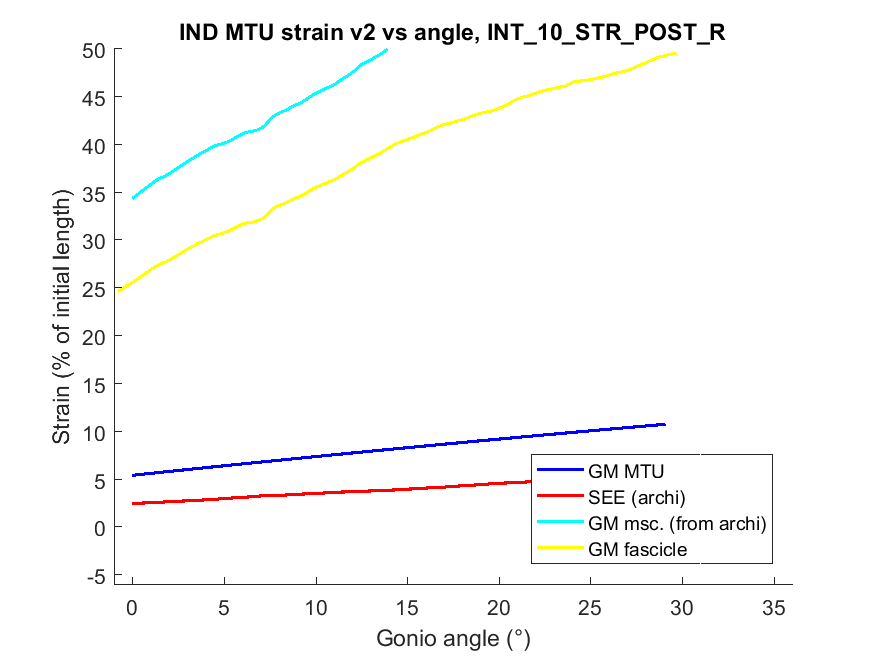 IND MTU strain v2 vs angle, INT_10_STR_POST_R
50
45
40
35
30
25
20
15
10
5
0
-5
Strain (% of initial length)
GM MTU
SEE (archi)
GM msc. (from archi)
GM fascicle
0 5 10 15 20 25 30 35
Gonio angle (°)